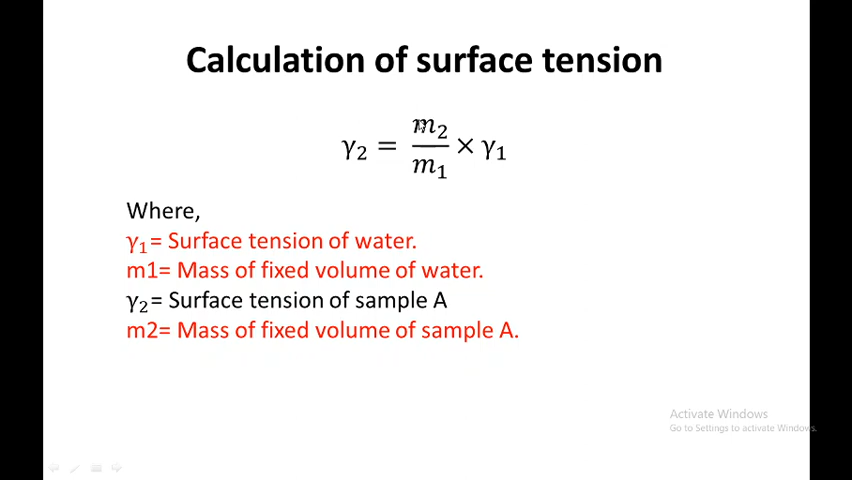 Calculation of surface tension
γ₂ = m₂/m₁ × γ₁
Where,
γ₁= Surface tension of water.
m1= Mass of fixed volume of water.
γ₂= Surface tension of sample A
m2= Mass of fixed volume of sample A.
Activate Windows
Go to Settings to activate Windows.